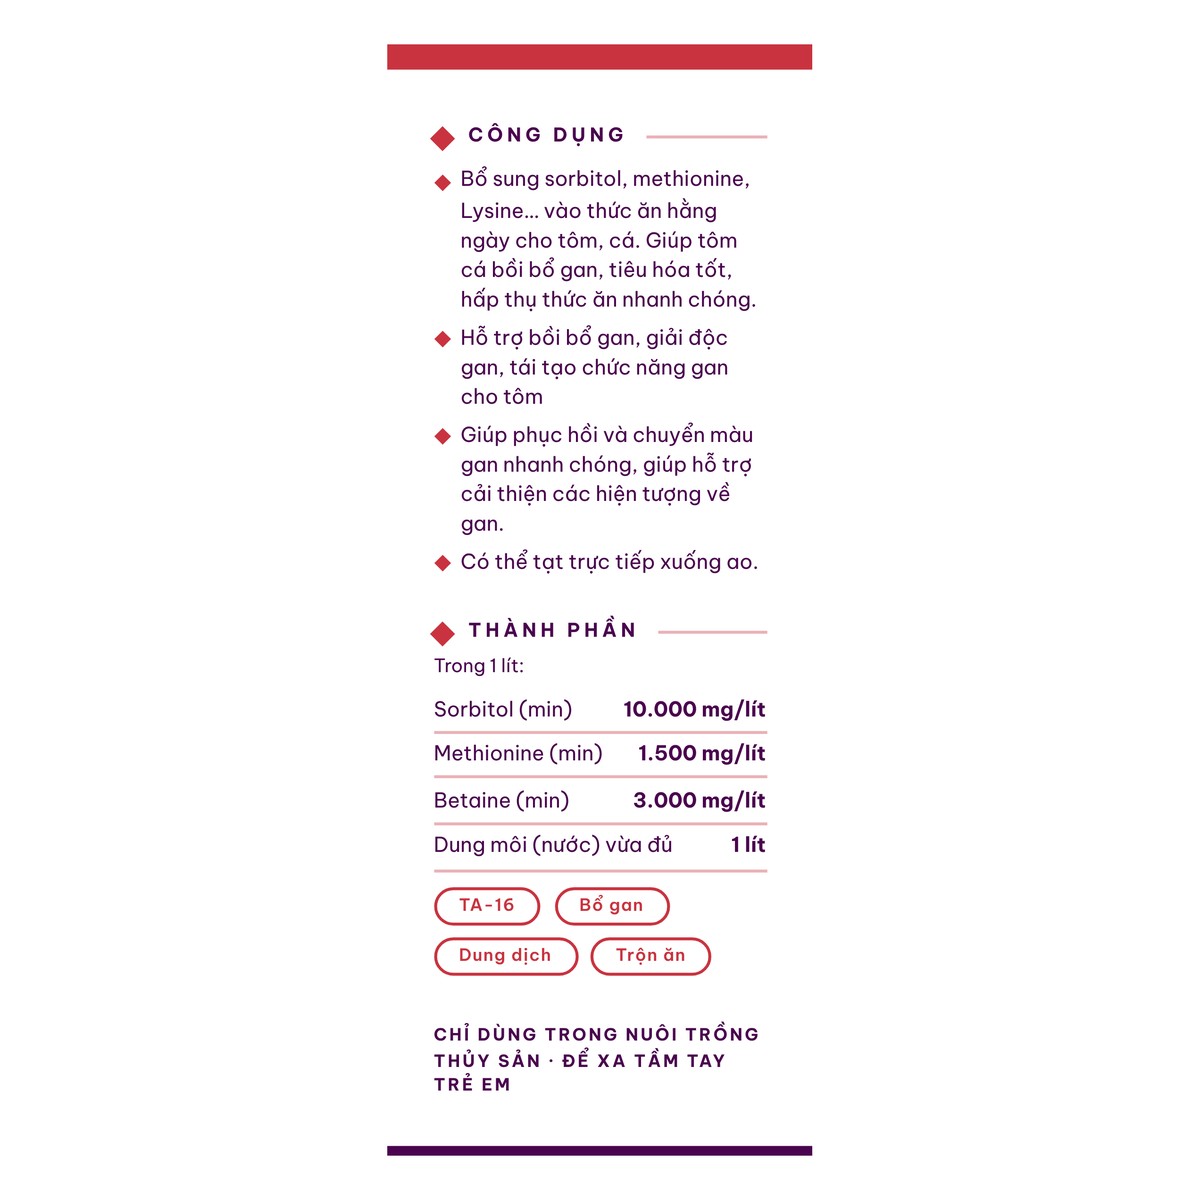 CÔNG DỤNG
Bổ sung sorbitol, methionine,
Lysine... vào thức ăn hằng
ngày cho tôm, cá. Giúp tôm
cá bồi bổ gan, tiêu hóa tốt,
hấp thụ thức ăn nhanh chóng.
Hỗ trợ bồi bổ gan, giải độc
gan, tái tạo chức năng gan
cho tôm
Giúp phục hồi và chuyển màu
gan nhanh chóng, giúp hỗ trợ
cải thiện các hiện tượng về
gan.
Có thể tạt trực tiếp xuống ao.
THÀNH PHẦN
Trong 1 lít:
Sorbitol (min) 10.000 mg/lít
Methionine (min) 1.500 mg/lít
Betaine (min) 3.000 mg/lít
Dung môi (nước) vừa đủ 1 lít
TA-16 Bổ gan
Dung dịch Trộn ăn
CHỈ DÙNG TRONG NUÔI TRỒNG
THỦY SẢN · ĐỂ XA TẦM TAY
TRẺ EM